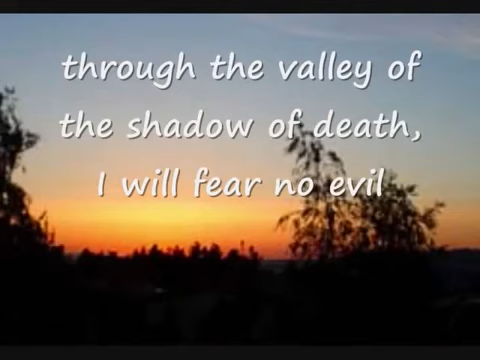 through the valley of
the shadow of death,
I will fear no evil